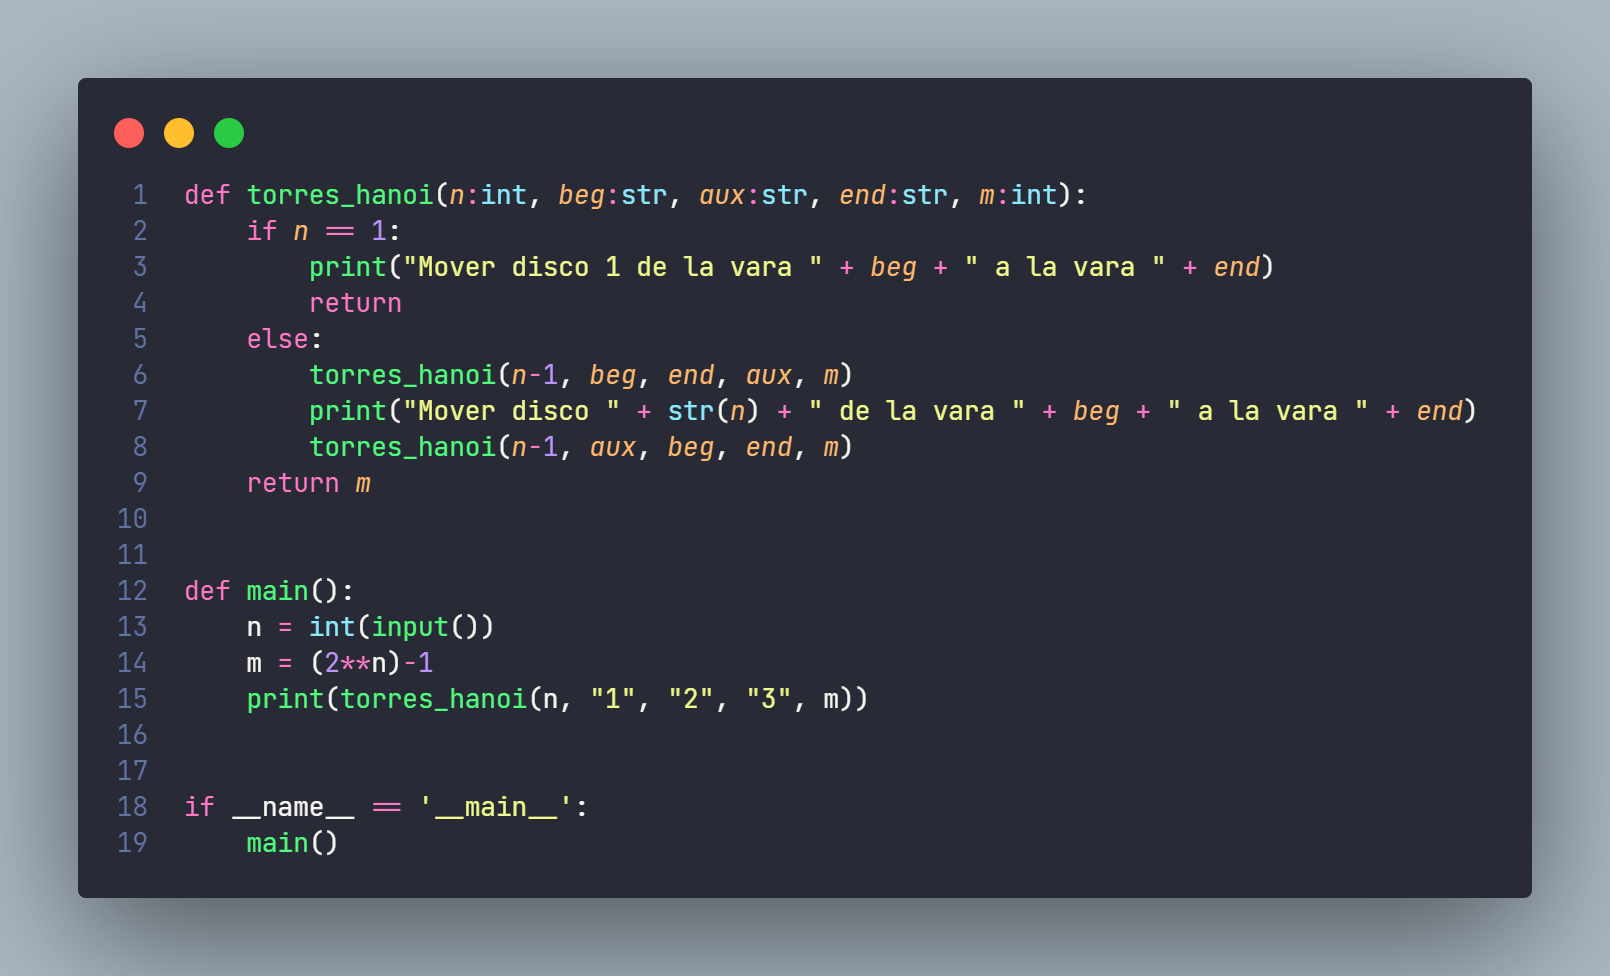 1 def torres_hanoi(n:int, beg:str, aux:str, end:str, m:int):
2     if n == 1:
3         print("Mover disco 1 de la vara " + beg + " a la vara " + end)
4         return
5     else:
6         torres_hanoi(n-1, beg, end, aux, m)
7         print("Mover disco " + str(n) + " de la vara " + beg + " a la vara " + end)
8         torres_hanoi(n-1, aux, beg, end, m)
9     return m
10
11
12 def main():
13     n = int(input())
14     m = (2**n)-1
15     print(torres_hanoi(n, "1", "2", "3", m))
16
17
18 if __name__ == '__main__':
19     main()